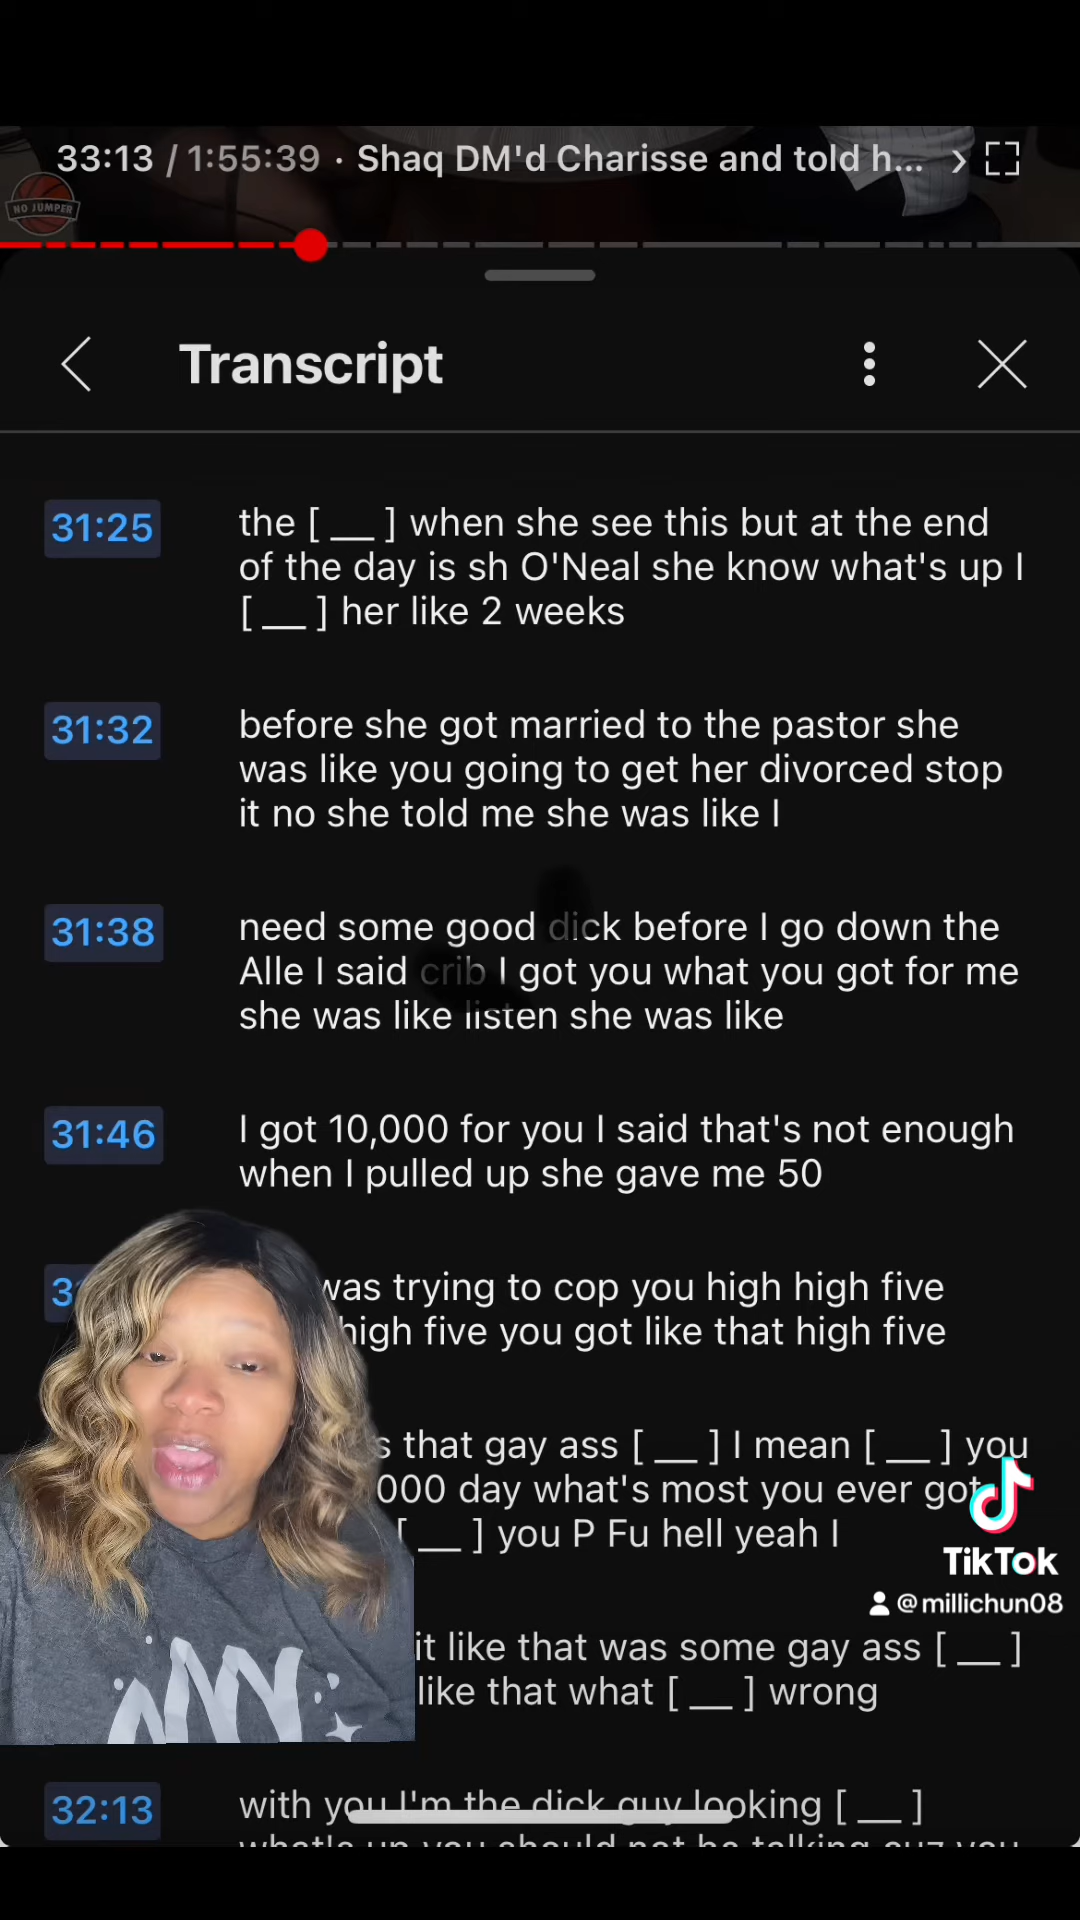 33:13 / 1:55:39 · Shaq DM'd Charisse and told h... >
NO JUMPER
Transcript
31:25
the [ __ ] when she see this but at the end
of the day is sh O'Neal she know what's up I
[ __ ] her like 2 weeks
31:32
before she got married to the pastor she
was like you going to get her divorced stop
it no she told me she was like I
31:38
need some good dick before I go down the
Alle I said crib I got you what you got for me
she was like listen she was like
31:46
I got 10,000 for you I said that's not enough
when I pulled up she gave me 50
was trying to cop you high high five
high five you got like that high five
s that gay ass [ __ ] I mean [ __ ] you
000 day what's most you ever got
[ __ ] you P Fu hell yeah I
TikTok
@millichun08
it like that was some gay ass [ __ ]
like that what [ __ ] wrong
32:13
with you I'm the dick guy looking [ __ ]
what's up you should not be talking cuz you